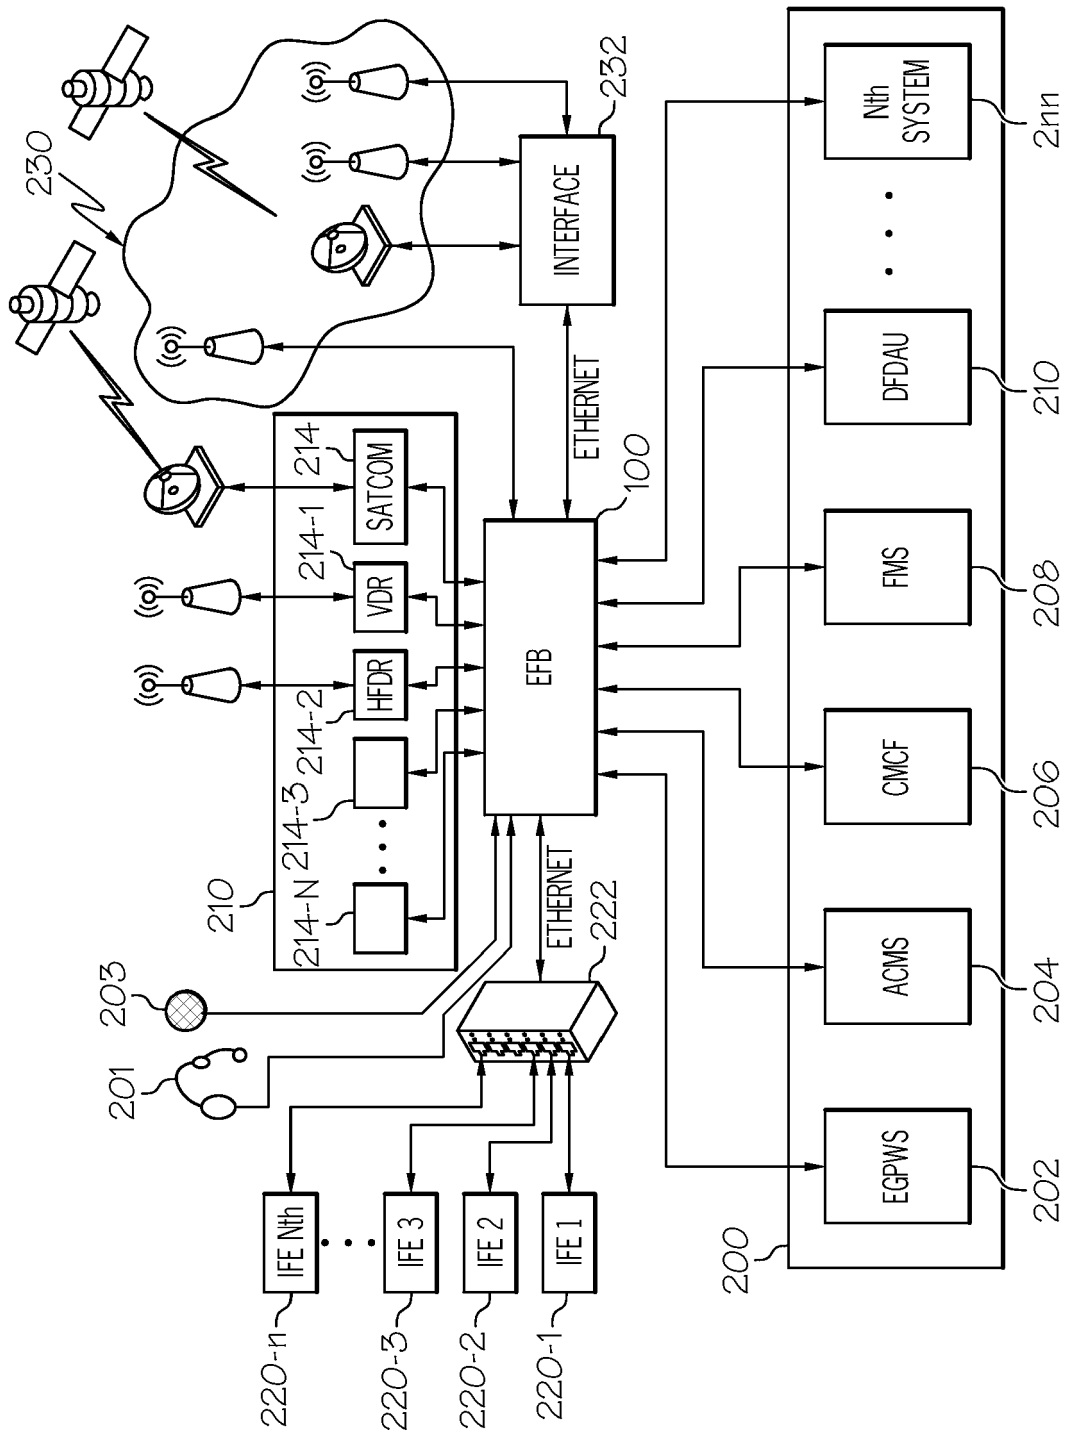 230
201
203
210
220-n
IFE Nth
214-N
214-3
214-2
214-1
214
HFDR
VDR
SATCOM
220-3
IFE 3
220-2
IFE 2
220-1
IFE 1
ETHERNET
222
EFB
100
ETHERNET
INTERFACE
232
200
EGPWS
ACMS
CMCF
FMS
DFDAU
Nth
SYSTEM
202
204
206
208
210
2nn